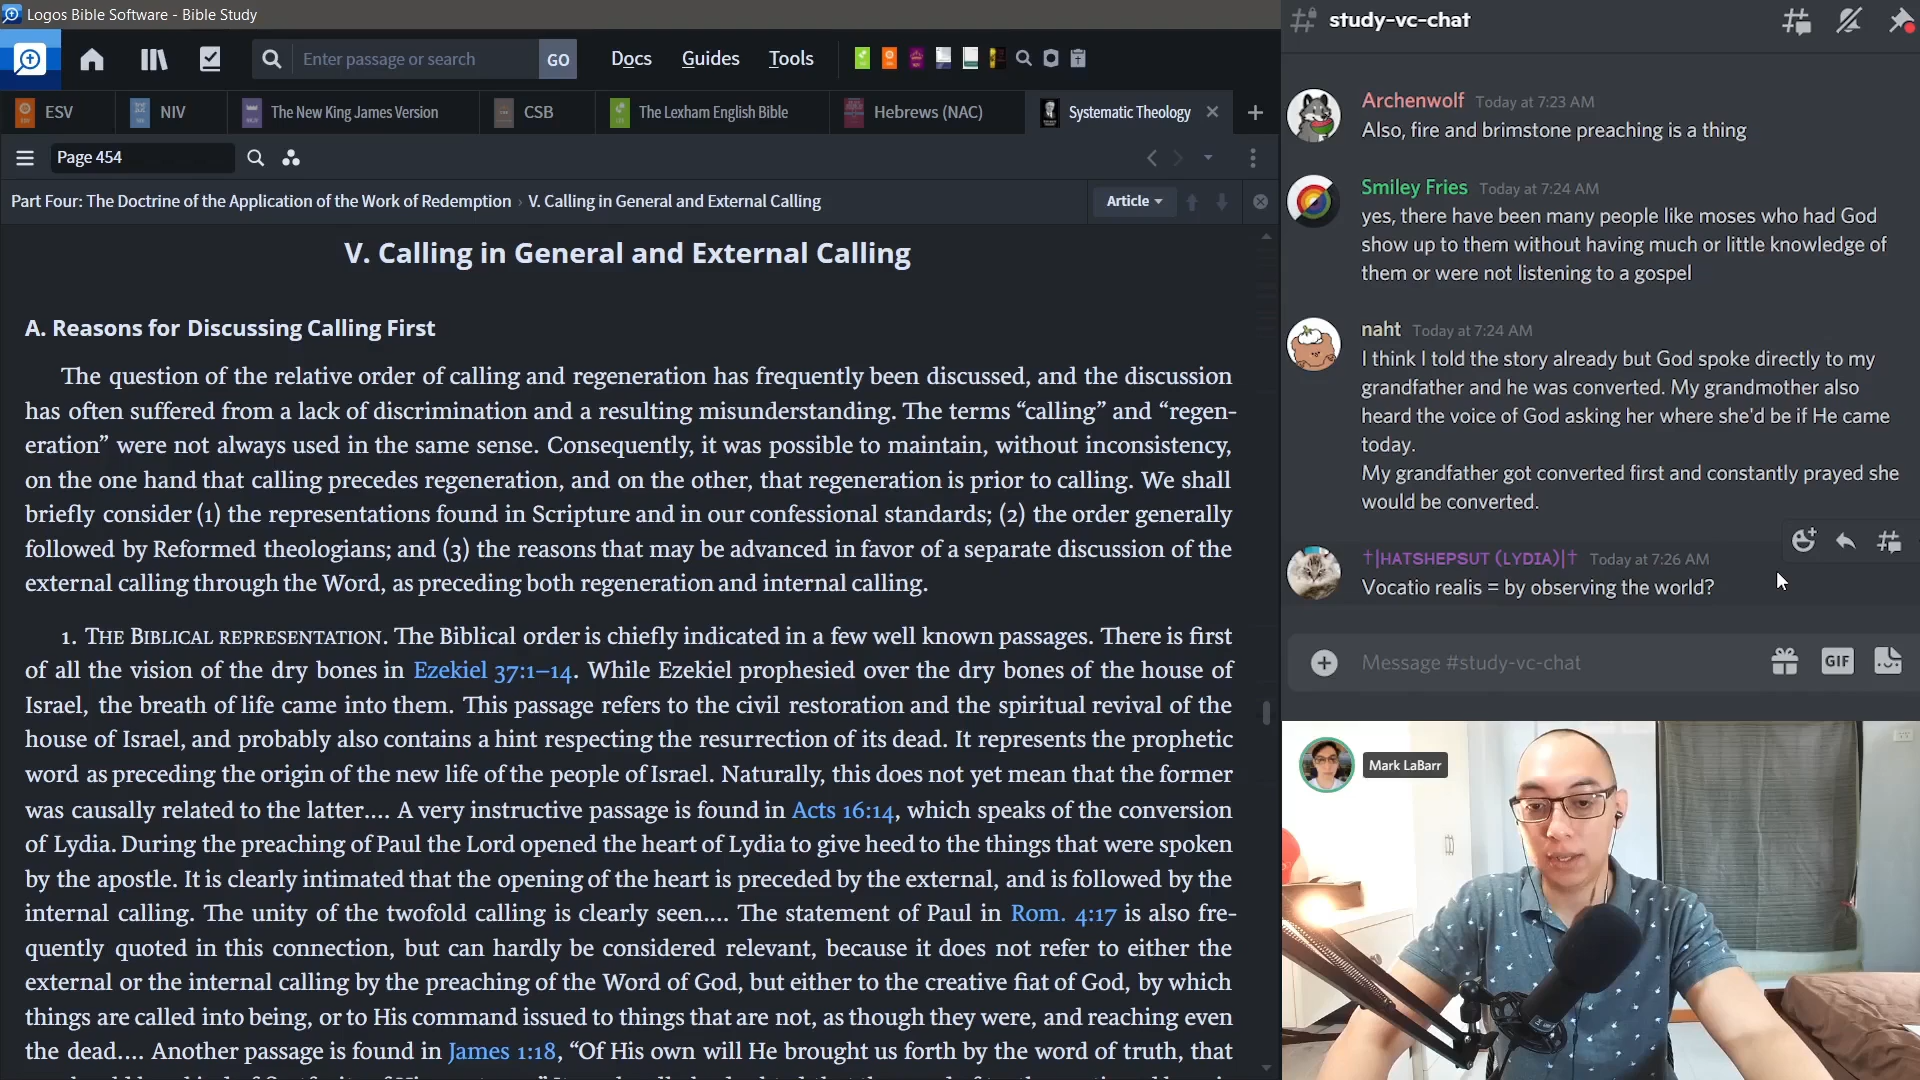 Logos Bible Software - Bible Study
Enter passage or search GO Docs Guides Tools
ESV NIV The New King James Version CSB The Lexham English Bible Hebrews (NAC) Systematic Theology
Page 454
Part Four: The Doctrine of the Application of the Work of Redemption › V. Calling in General and External Calling Article
V. Calling in General and External Calling
A. Reasons for Discussing Calling First
The question of the relative order of calling and regeneration has frequently been discussed, and the discussion
has often suffered from a lack of discrimination and a resulting misunderstanding. The terms “calling” and “regen-
eration” were not always used in the same sense. Consequently, it was possible to maintain, without inconsistency,
on the one hand that calling precedes regeneration, and on the other, that regeneration is prior to calling. We shall
briefly consider (1) the representations found in Scripture and in our confessional standards; (2) the order generally
followed by Reformed theologians; and (3) the reasons that may be advanced in favor of a separate discussion of the
external calling through the Word, as preceding both regeneration and internal calling.
1. THE BIBLICAL REPRESENTATION. The Biblical order is chiefly indicated in a few well known passages. There is first
of all the vision of the dry bones in Ezekiel 37:1–14. While Ezekiel prophesied over the dry bones of the house of
Israel, the breath of life came into them. This passage refers to the civil restoration and the spiritual revival of the
house of Israel, and probably also contains a hint respecting the resurrection of its dead. It represents the prophetic
word as preceding the origin of the new life of the people of Israel. Naturally, this does not yet mean that the former
was causally related to the latter.… A very instructive passage is found in Acts 16:14, which speaks of the conversion
of Lydia. During the preaching of Paul the Lord opened the heart of Lydia to give heed to the things that were spoken
by the apostle. It is clearly intimated that the opening of the heart is preceded by the external, and is followed by the
internal calling. The unity of the twofold calling is clearly seen.… The statement of Paul in Rom. 4:17 is also fre-
quently quoted in this connection, but can hardly be considered relevant, because it does not refer to either the
external or the internal calling by the preaching of the Word of God, but either to the creative fiat of God, by which
things are called into being, or to His command issued to things that are not, as though they were, and reaching even
the dead.… Another passage is found in James 1:18, “Of His own will He brought us forth by the word of truth, that
study-vc-chat
Archenwolf Today at 7:23 AM
Also, fire and brimstone preaching is a thing
Smiley Fries Today at 7:24 AM
yes, there have been many people like moses who had God
show up to them without having much or little knowledge of
them or were not listening to a gospel
naht Today at 7:24 AM
I think I told the story already but God spoke directly to my
grandfather and he was converted. My grandmother also
heard the voice of God asking her where she'd be if He came
today.
My grandfather got converted first and constantly prayed she
would be converted.
†|HATSHEPSUT (LYDIA)|† Today at 7:26 AM
Vocatio realis = by observing the world?
Message #study-vc-chat GIF
Mark LaBarr